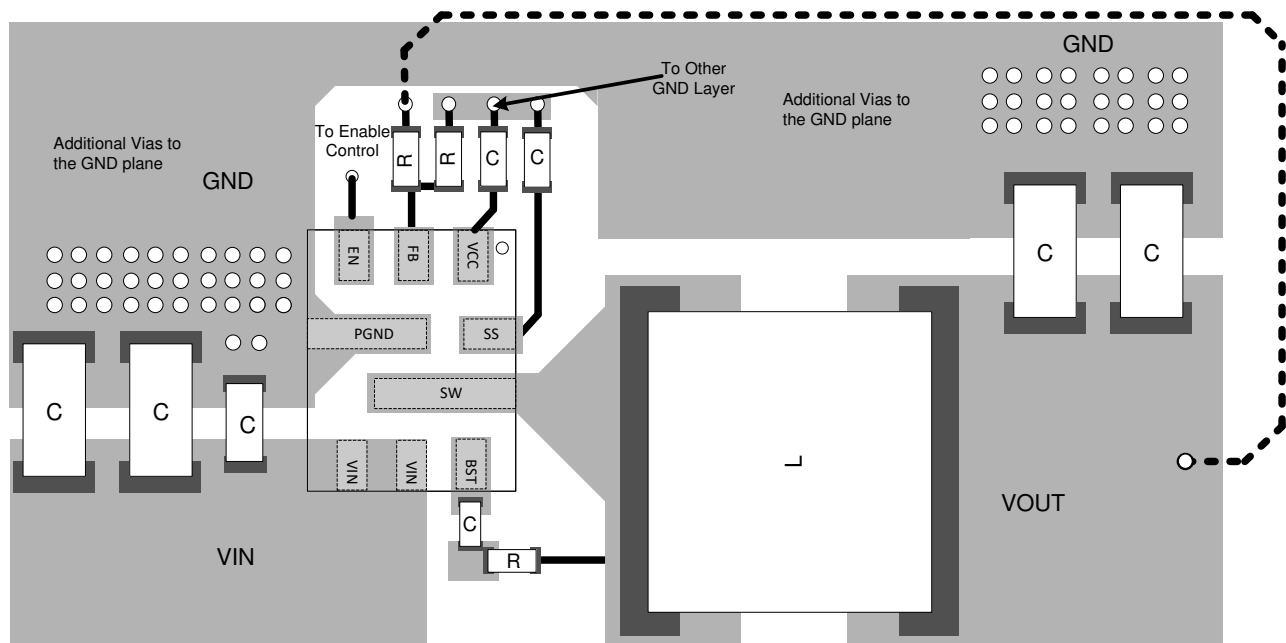 GND
To Other
GND Layer
Additional Vias to
the GND plane
To Enable
Control
Additional Vias to
the GND plane
GND
R
R
C
C
EN
FB
VCC
C
C
PGND
SS
SW
C
C
C
VIN
VIN
BST
L
VOUT
C
R
VIN